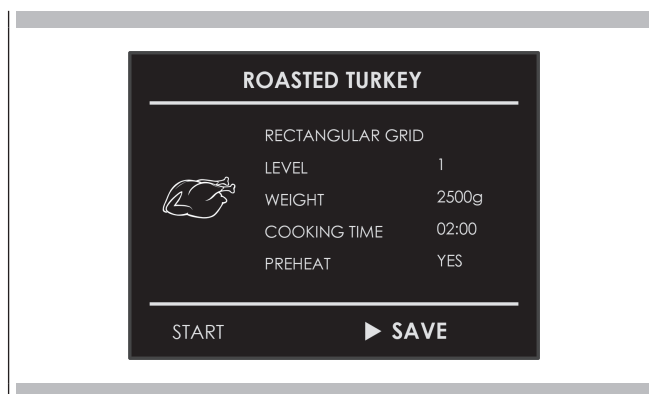 ROASTED TURKEY
RECTANGULAR GRID
LEVEL 1
WEIGHT 2500g
COOKING TIME 02:00
PREHEAT YES
START ▶ SAVE